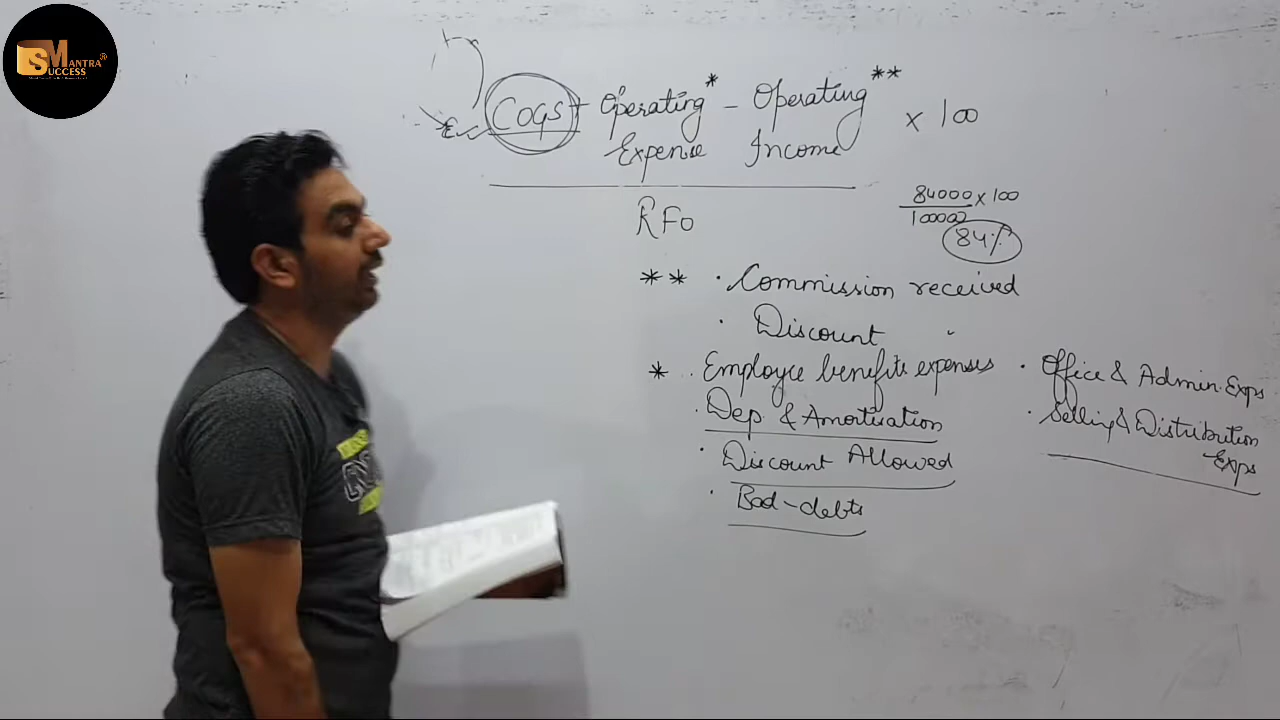 SMANTRA®
SUCCESS
COGS + Operating* - Operating** x 100
Expense Income
RFO
84000 x 100
100000
84%
** . Commission received
. Discount "
* . Employee benefits expenses
. Dep. & Amortisation
. Discount Allowed
. Bad-debts
. Office & Admin. Exps
. Selling & Distribution
Exps